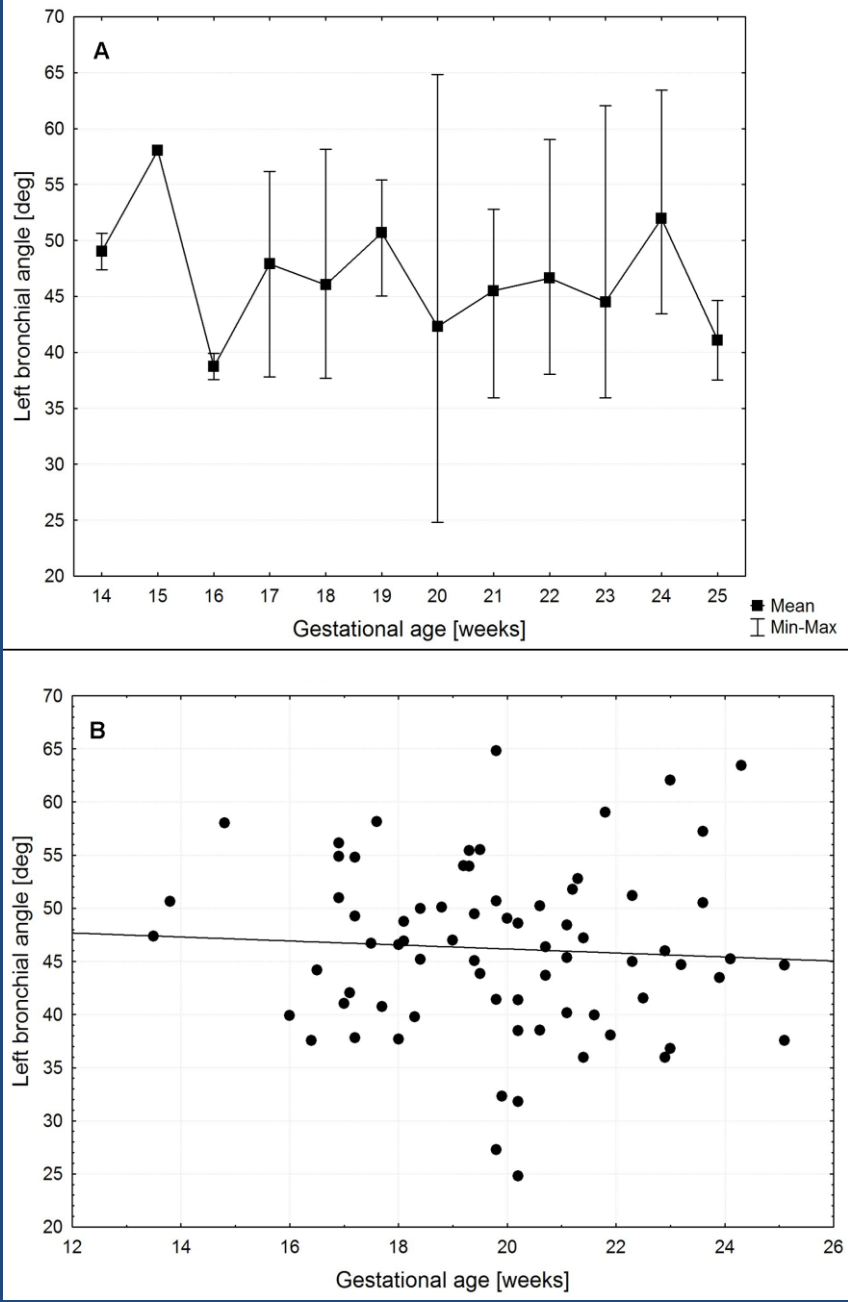 A
Left bronchial angle [deg]
70
65
60
55
50
45
40
35
30
25
20
14 15 16 17 18 19 20 21 22 23 24 25
Gestational age [weeks]
Mean
Min-Max
B
Left bronchial angle [deg]
70
65
60
55
50
45
40
35
30
25
20
12 14 16 18 20 22 24 26
Gestational age [weeks]